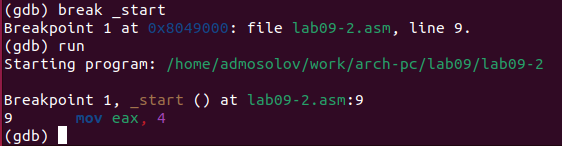 (gdb) break _start
Breakpoint 1 at 0x8049000: file lab09-2.asm, line 9.
(gdb) run
Starting program: /home/admosolov/work/arch-pc/lab09/lab09-2

Breakpoint 1, _start () at lab09-2.asm:9
9	mov eax, 4
(gdb)